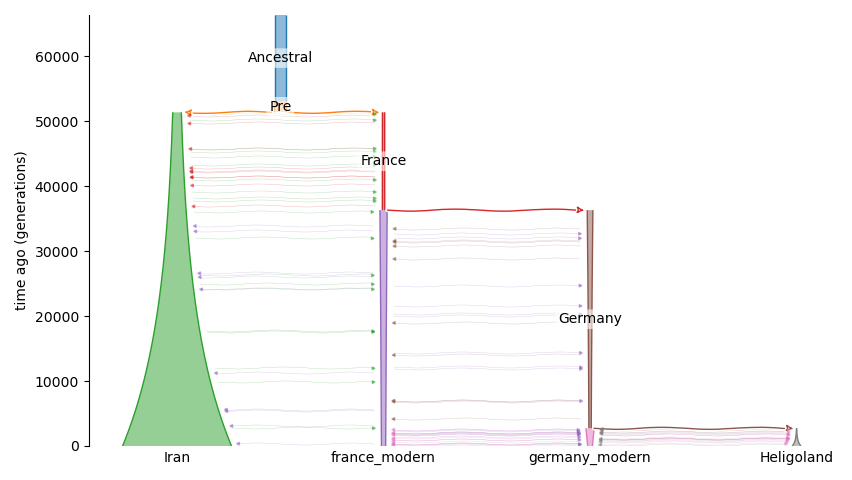 Ancestral
Pre
France
Germany
60000
50000
40000
30000
20000
10000
0
time ago (generations)
Iran
france_modern
germany_modern
Heligoland